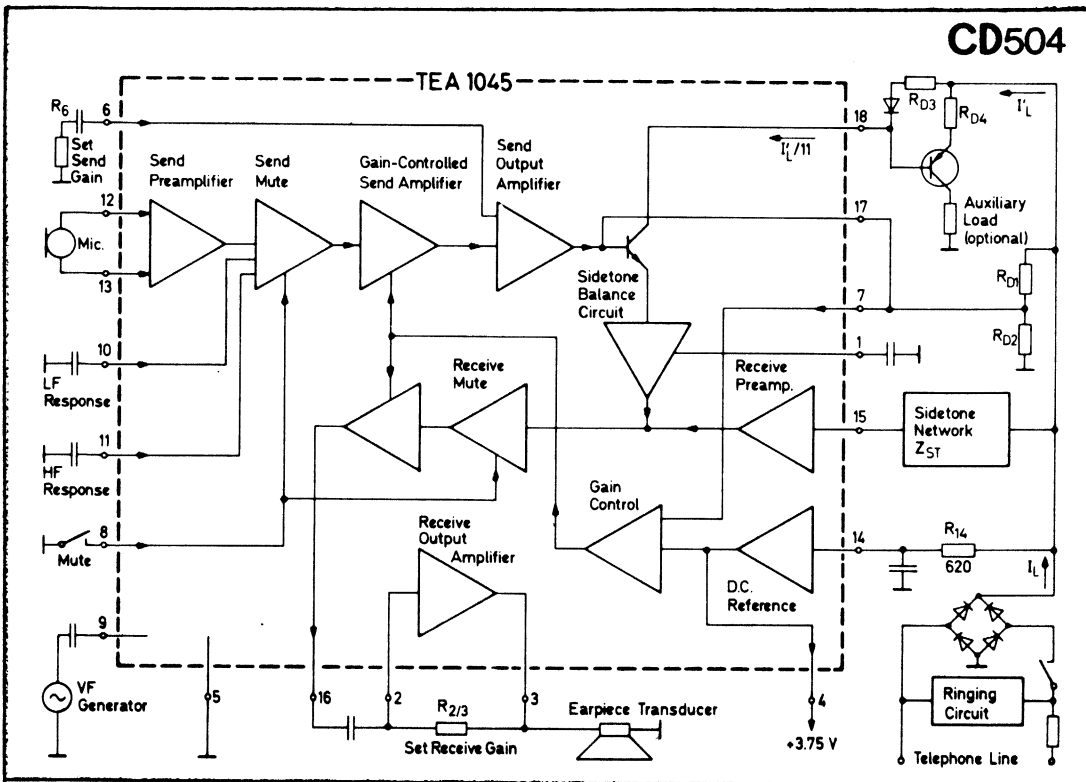 CD504
TEA 1045
R6
6
Set
Send
Gain
Send
Preamplifier
Send
Mute
Gain-Controlled
Send Amplifier
Send
Output
Amplifier
I'L/11
18
RD3
I'L
RD4
Auxiliary
Load
(optional)
12
Mic.
13
17
Sidetone
Balance
Circuit
7
RD1
RD2
1
10
LF
Response
Receive
Mute
Receive
Preamp.
15
Sidetone
Network
ZST
11
HF
Response
Gain
Control
8
Mute
Receive
Output
Amplifier
D.C.
Reference
14
R14
620
IL
9
VF
Generator
5
16
2
R2/3
3
Set Receive Gain
Earpiece Transducer
4
+3.75 V
Ringing
Circuit
Telephone Line